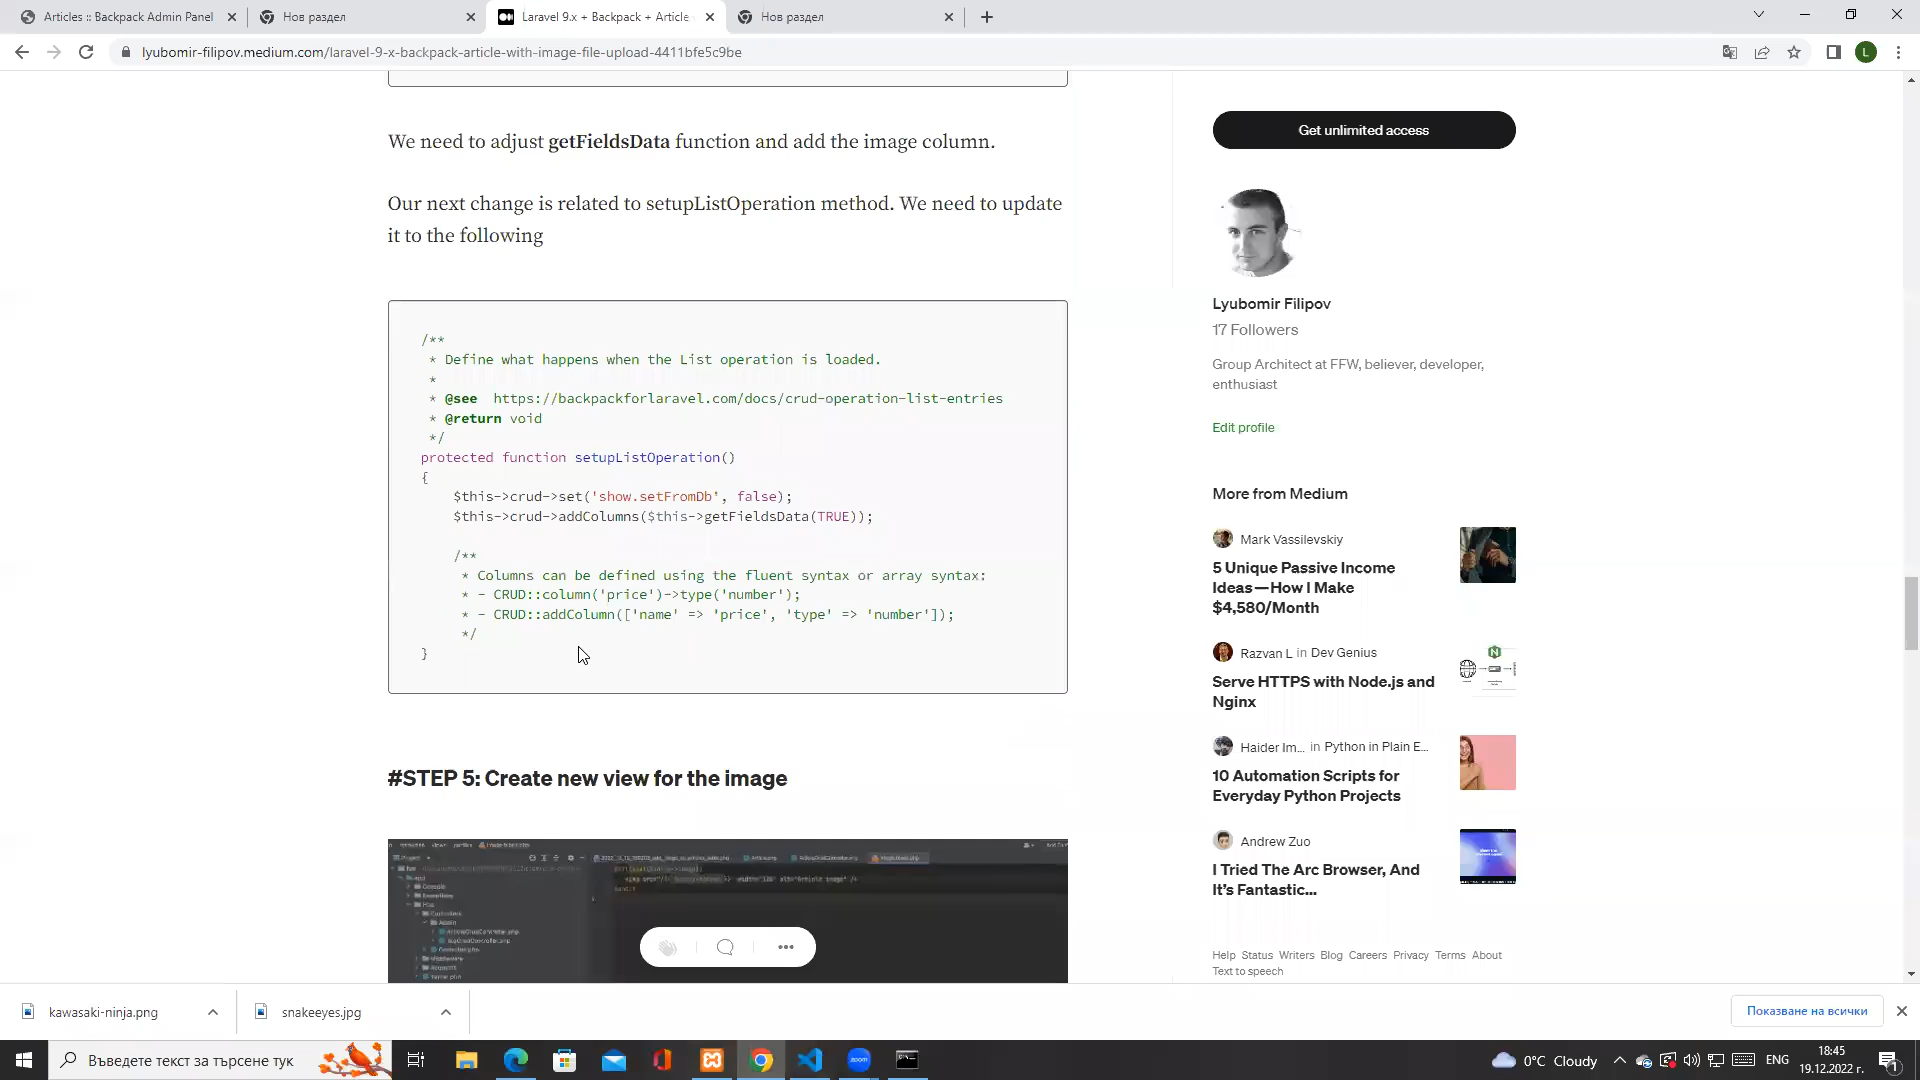 Articles :: Backpack Admin Panel
Нов раздел
Laravel 9.x + Backpack + Article
Нов раздел
lyubomir-filipov.medium.com/laravel-9-x-backpack-article-with-image-file-upload-4411bfe5c9be
L
We need to adjust getFieldsData function and add the image column.
Our next change is related to setupListOperation method. We need to update
it to the following
/**
* Define what happens when the List operation is loaded.
*
* @see  https://backpackforlaravel.com/docs/crud-operation-list-entries
* @return void
*/
protected function setupListOperation()
{
$this->crud->set('show.setFromDb', false);
$this->crud->addColumns($this->getFieldsData(TRUE));
/**
* Columns can be defined using the fluent syntax or array syntax:
* - CRUD::column('price')->type('number');
* - CRUD::addColumn(['name' => 'price', 'type' => 'number']);
*/
}
#STEP 5: Create new view for the image
Get unlimited access
Lyubomir Filipov
17 Followers
Group Architect at FFW, believer, developer,
enthusiast
Edit profile
More from Medium
Mark Vassilevskiy
5 Unique Passive Income
Ideas — How I Make
$4,580/Month
Razvan L in Dev Genius
Serve HTTPS with Node.js and
Nginx
Haider Im... in Python in Plain E...
10 Automation Scripts for
Everyday Python Projects
Andrew Zuo
I Tried The Arc Browser, And
It's Fantastic...
Help Status Writers Blog Careers Privacy Terms About
Text to speech
kawasaki-ninja.png
snakeeyes.jpg
Показване на всички
Въведете текст за търсене тук
zoom
0°C Cloudy
ENG
18:45
19.12.2022 г.
1